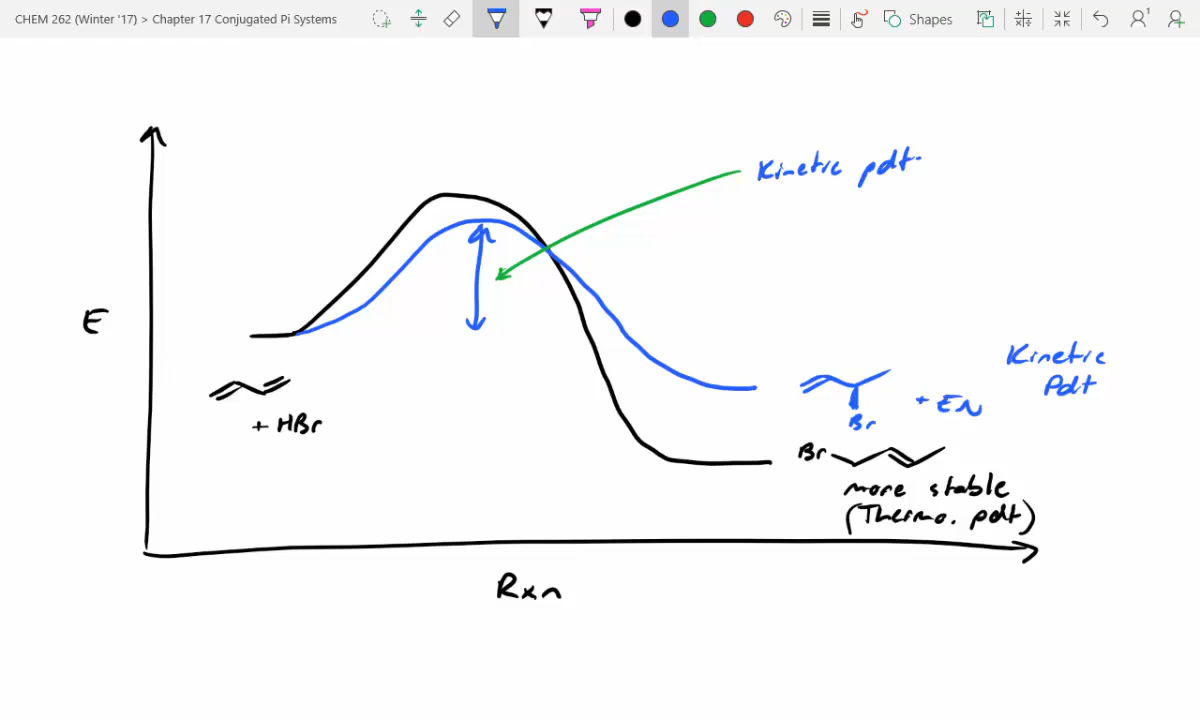 CHEM 262 (Winter '17) > Chapter 17 Conjugated Pi Systems
Shapes
1
Kinetic pdt.
E
+ HBr
Kinetic
Pdt
Br
+ EN
Br
more stable
(Thermo. pdt)
Rxn